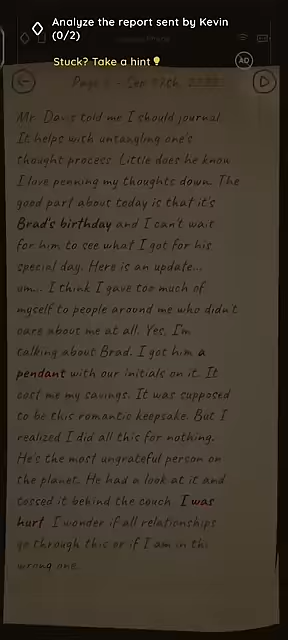 Analyze the report sent by Kevin
(0/2)
Stuck? Take a hint
AD
Mr. Davis told me I should journal.
It helps with untangling one's
thought process. Little does he know
I love penning my thoughts down. The
good part about today is that it's
Brad's birthday and I can't wait
for him to see what I got for his
special day. Here is an update...
um... I think I gave too much of
myself to people around me who didn't
care about me at all. Yes, I'm
talking about Brad. I got him a
pendant with our initials on it. It
cost me my savings. It was supposed
to be this romantic keepsake. But I
realized I did all this for nothing.
He's the most ungrateful person on
the planet. He had a look at it and
tossed it behind the couch. I was
hurt. I wonder if all relationships
go through this or if I am in the
wrong one.